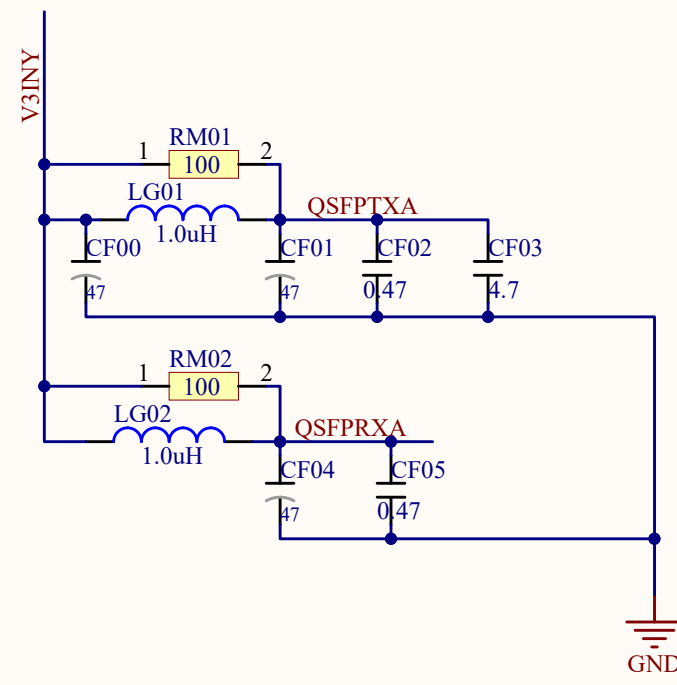 V3INY
RM01
1 2
100
LG01
QSFPTXA
1.0uH
CF00 CF01 CF02 CF03
47 47 0.47 4.7
RM02
1 2
100
LG02
QSFPRXA
1.0uH
CF04 CF05
47 0.47
GND